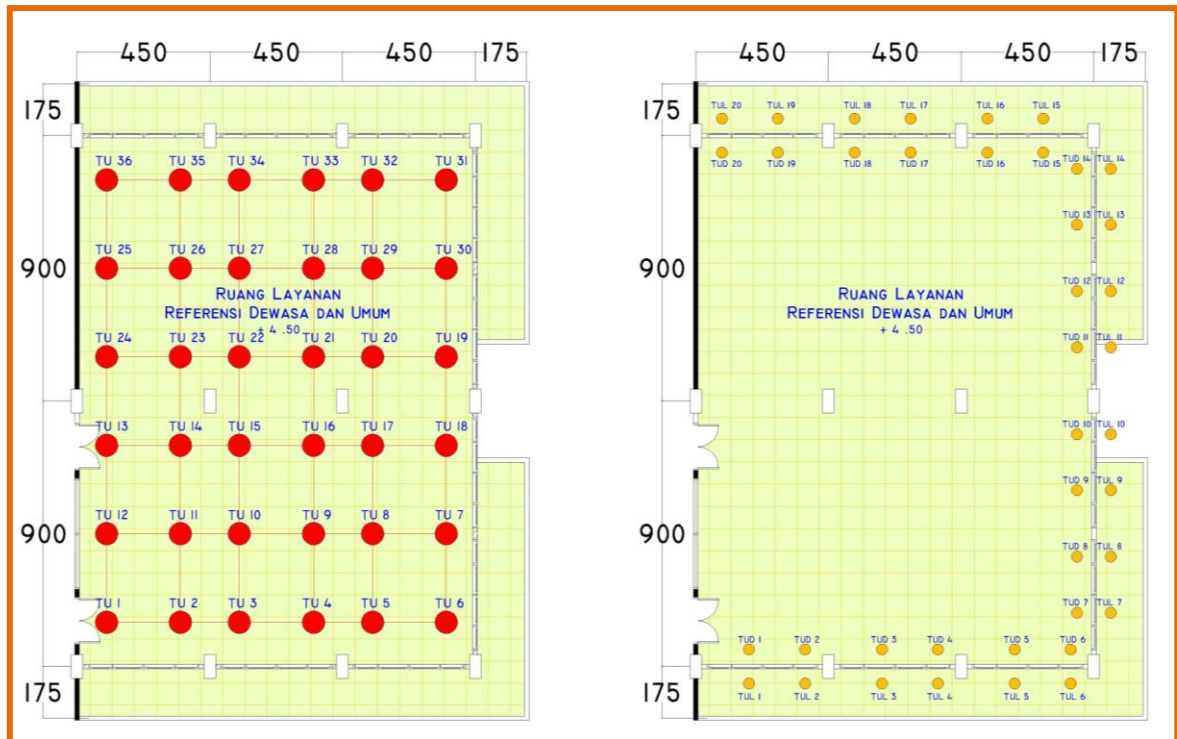 450 450 450 175
175
TU 36 TU 35 TU 34 TU 33 TU 32 TU 31
TU 25 TU 26 TU 27 TU 28 TU 29 TU 30
900
RUANG LAYANAN
REFERENSI DEWASA DAN UMUM
+ 4 .50
TU 24 TU 23 TU 22 TU 21 TU 20 TU 19
TU 13 TU 14 TU 15 TU 16 TU 17 TU 18
TU 12 TU 11 TU 10 TU 9 TU 8 TU 7
900
TU 1 TU 2 TU 3 TU 4 TU 5 TU 6
175
450 450 450 175
175
TUL 20 TUL 19 TUL 18 TUL 17 TUL 16 TUL 15
TUD 20 TUD 19 TUD 18 TUD 17 TUD 16 TUD 15
TUD 14 TUL 14
TUD 13 TUL 13
900
TUD 12 TUL 12
RUANG LAYANAN
REFERENSI DEWASA DAN UMUM
+ 4 .50
TUD 11 TUL 11
TUD 10 TUL 10
TUD 9 TUL 9
900
TUD 8 TUL 8
TUD 7 TUL 7
TUD 1 TUD 2 TUD 3 TUD 4 TUD 5 TUD 6
175
TUL 1 TUL 2 TUL 3 TUL 4 TUL 5 TUL 6